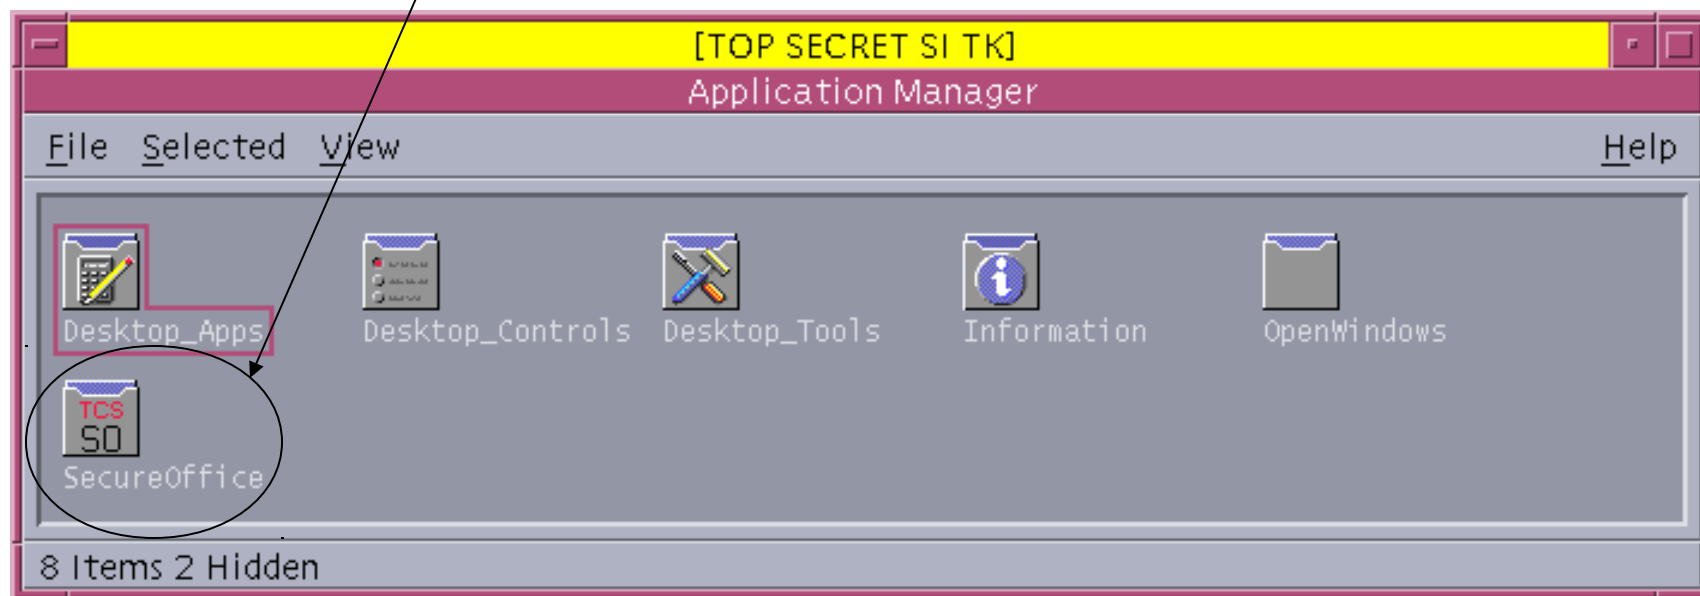 [TOP SECRET SI TK]
Application Manager
File Selected View Help
Desktop_Apps Desktop_Controls Desktop_Tools Information OpenWindows
TCS
SO
SecureOffice
8 Items 2 Hidden